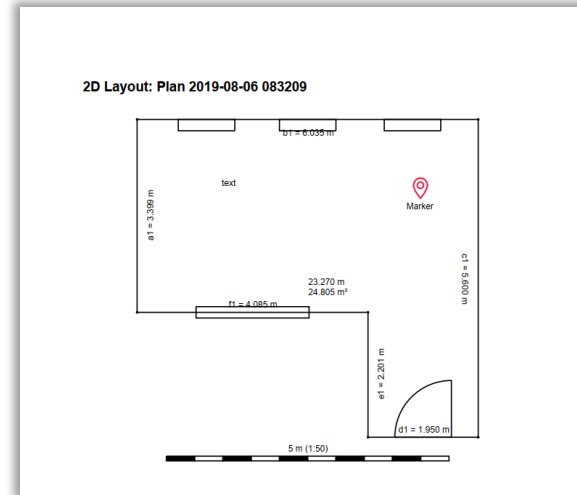 2D Layout: Plan 2019-08-06 083209
b1 = 6.035 m
text
Marker
a1 = 3.399 m
c1 = 5.600 m
23.270 m
24.805 m²
f1 = 4.085 m
e1 = 2.201 m
d1 = 1.950 m
5 m (1:50)